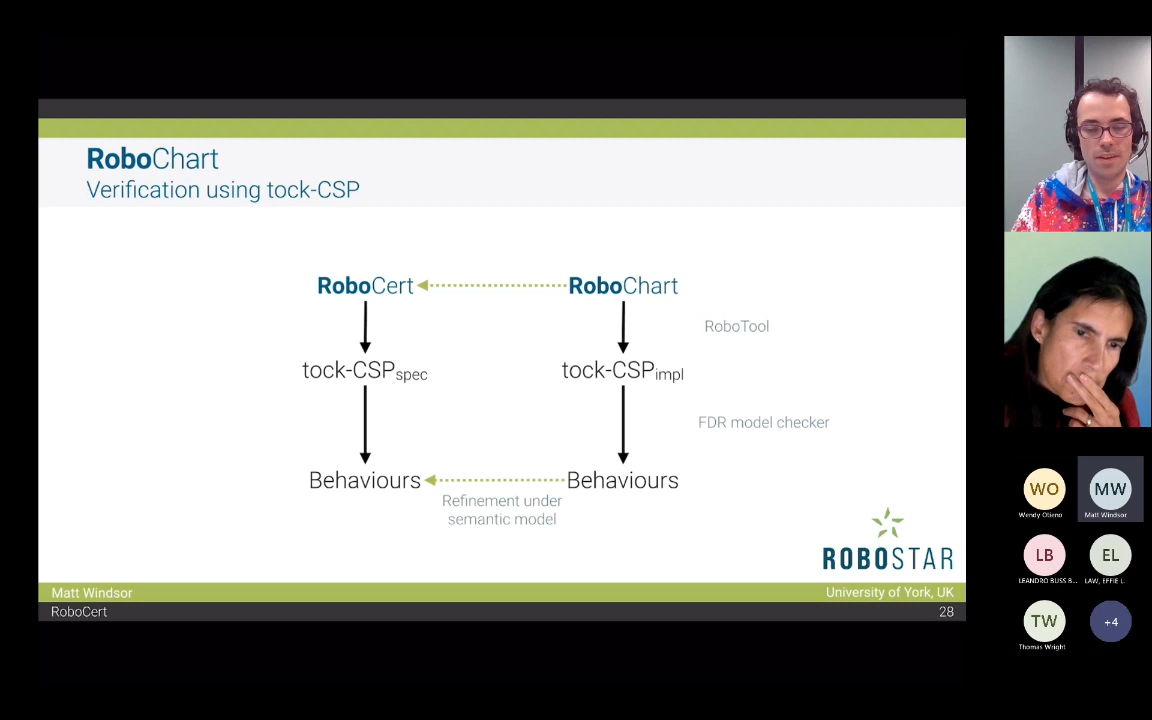 RoboChart
Verification using tock-CSP
RoboCert
RoboChart
RoboTool
tock-CSPspec
tock-CSPimpl
FDR model checker
Behaviours
Behaviours
Refinement under
semantic model
ROBOSTAR
Matt Windsor
University of York, UK
RoboCert
28
WO
Wendy Otieno
MW
Matt Windsor
LB
LEANDRO BUSS B...
EL
LAW, EFFIE L.
TW
Thomas Wright
+4